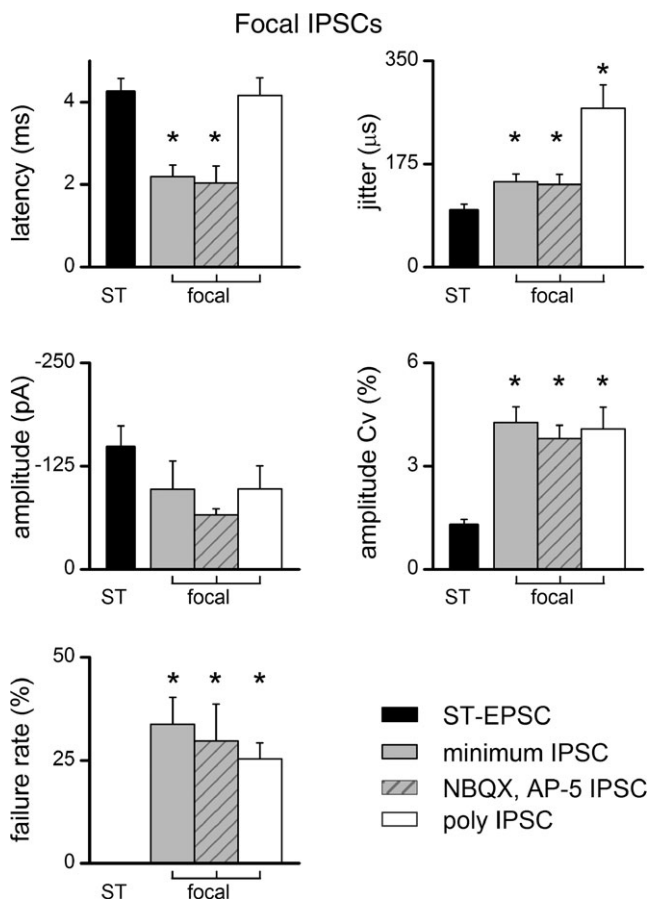 Focal IPSCs
latency (ms)
4
2
0
* *
ST focal
jitter (μs)
350
175
0
* * *
ST focal
amplitude (pA)
-250
-125
0
ST focal
amplitude Cv (%)
6
3
0
* * *
ST focal
failure rate (%)
50
25
0
* * *
ST focal
ST-EPSC
minimum IPSC
NBQX, AP-5 IPSC
poly IPSC